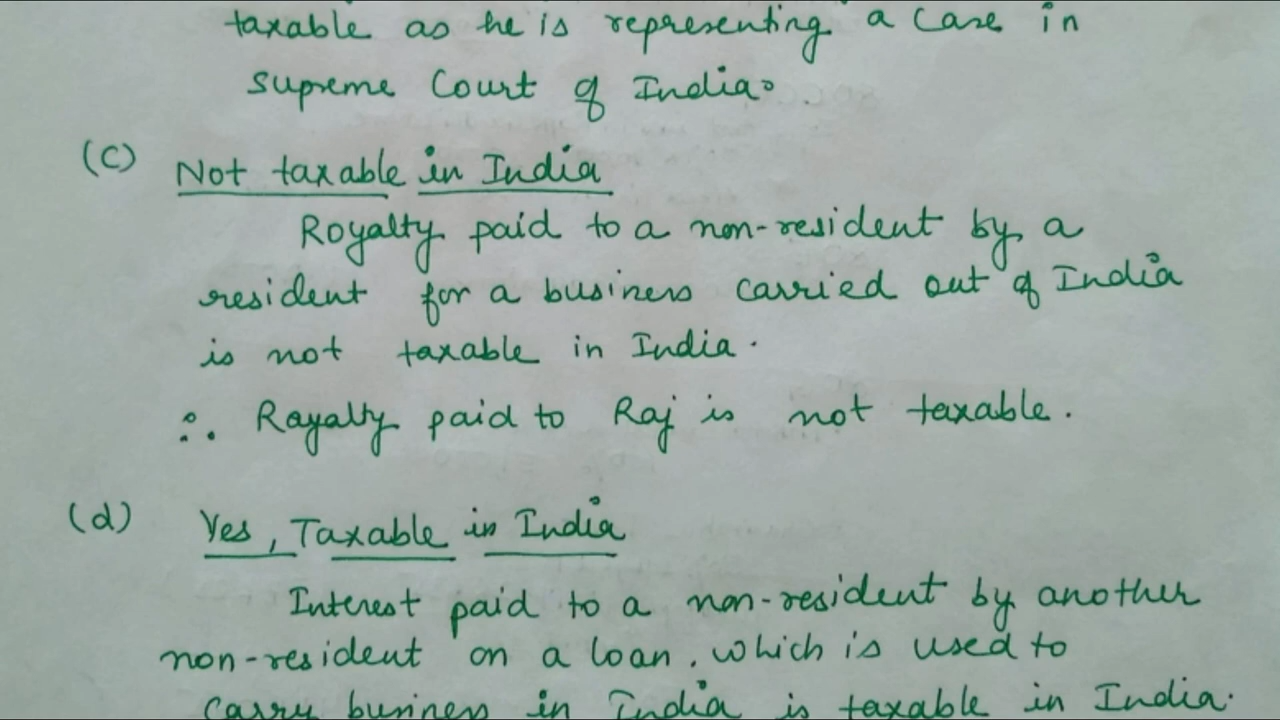 taxable as he is representing a case in
Supreme Court of India.
(c) Not taxable in India
Royalty paid to a non-resident by a
resident for a business carried out of India
is not taxable in India.
∴ Rayalty paid to Raj is not taxable.
(d) Yes, Taxable in India
Interest paid to a non-resident by another
non-resident on a loan. which is used to
carry business in India is taxable in India.